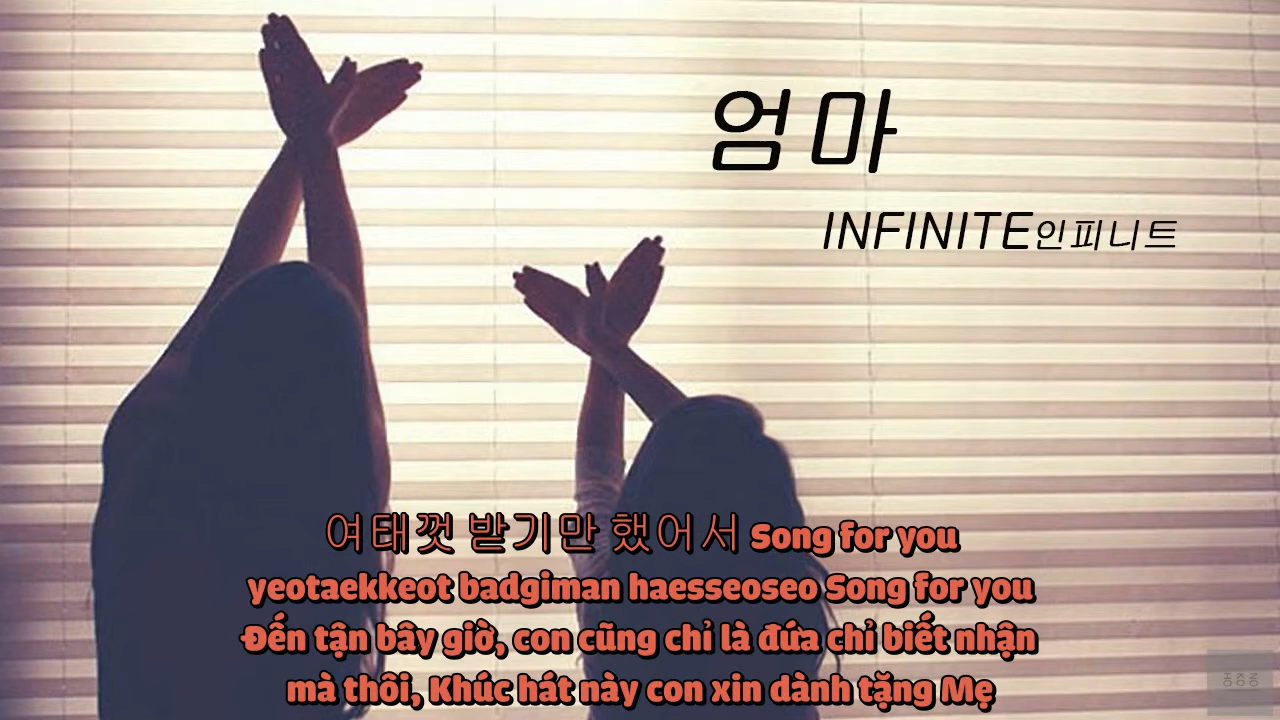 엄마
INFINITE인피니트
여태껏 받기만 했어서 Song for you
yeotaekkeot badgiman haesseoseo Song for you
Đến tận bây giờ, con cũng chỉ là đứa chỉ biết nhận
mà thôi, Khúc hát này con xin dành tặng Mẹ